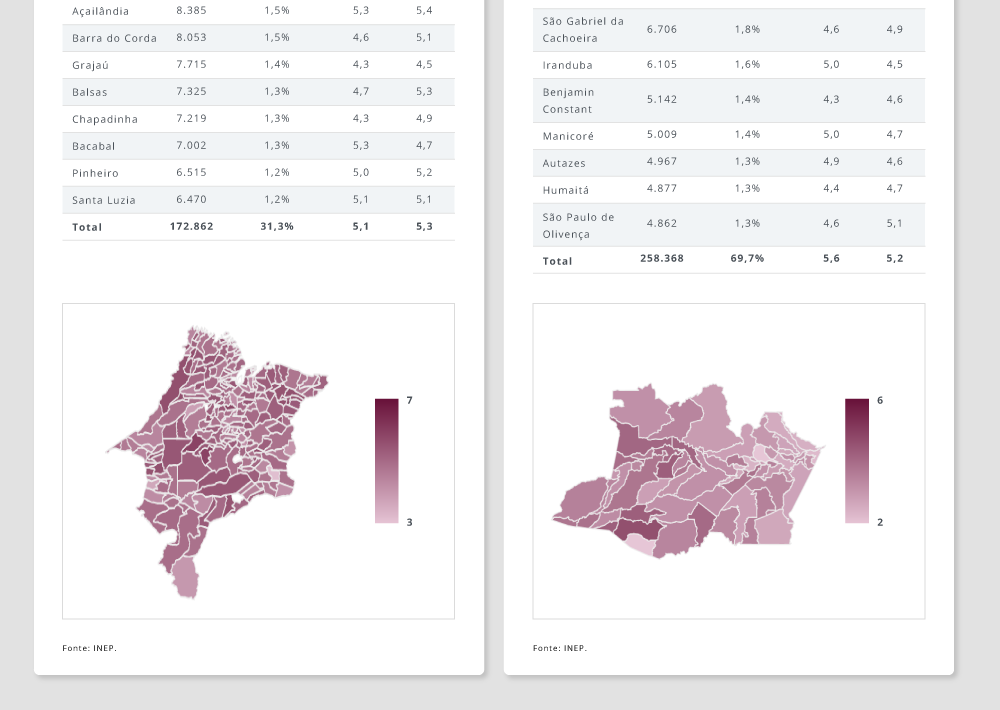 Açailândia 8.385 1,5% 5,3 5,4
Barra do Corda 8.053 1,5% 4,6 5,1
Grajaú 7.715 1,4% 4,3 4,5
Balsas 7.325 1,3% 4,7 5,3
Chapadinha 7.219 1,3% 4,3 4,9
Bacabal 7.002 1,3% 5,3 4,7
Pinheiro 6.515 1,2% 5,0 5,2
Santa Luzia 6.470 1,2% 5,1 5,1
Total 172.862 31,3% 5,1 5,3
7
3
Fonte: INEP.
São Gabriel da
Cachoeira 6.706 1,8% 4,6 4,9
Iranduba 6.105 1,6% 5,0 4,5
Benjamin
Constant 5.142 1,4% 4,3 4,6
Manicoré 5.009 1,4% 5,0 4,7
Autazes 4.967 1,3% 4,9 4,6
Humaitá 4.877 1,3% 4,4 4,7
São Paulo de
Olivença 4.862 1,3% 4,6 5,1
Total 258.368 69,7% 5,6 5,2
6
2
Fonte: INEP.